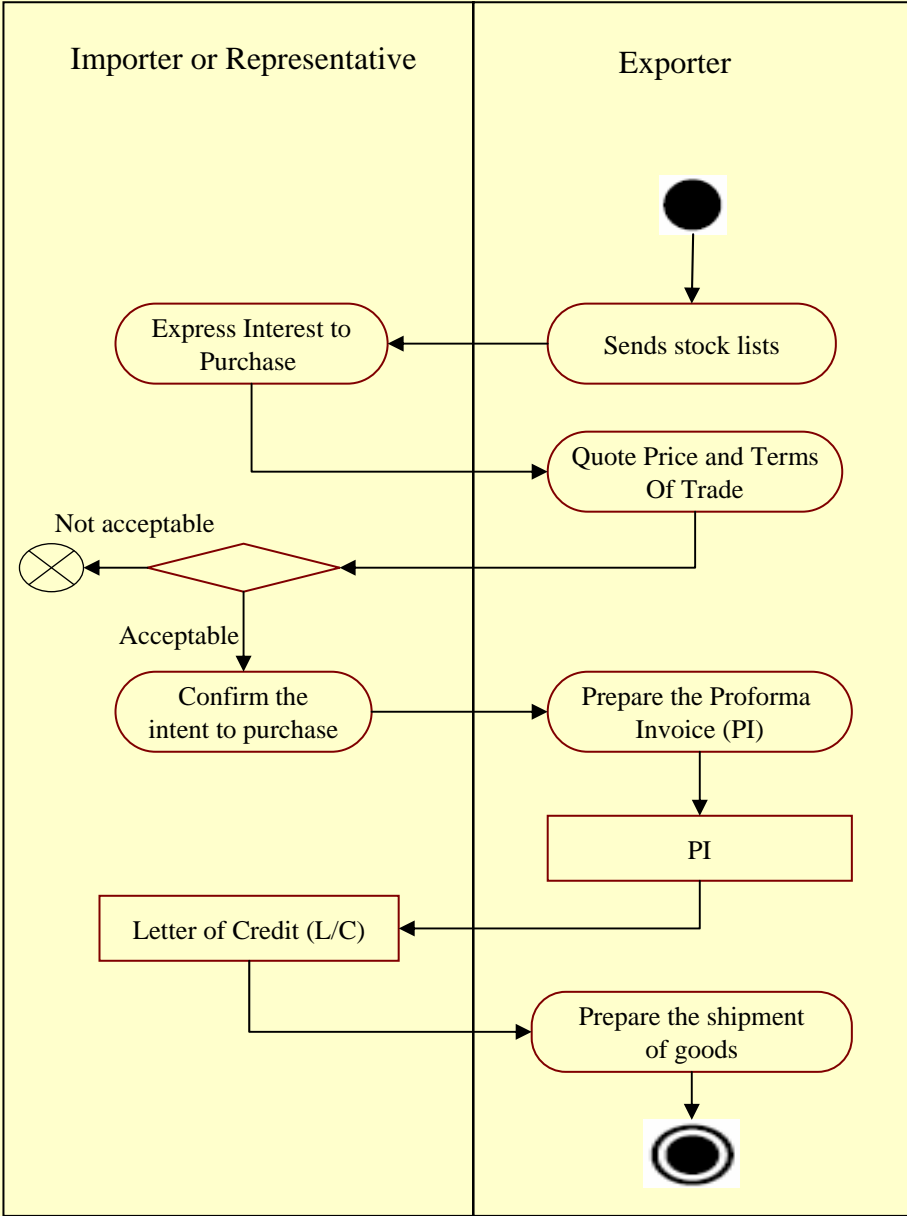 Importer or Representative
Exporter
Express Interest to
Purchase
Sends stock lists
Quote Price and Terms
Of Trade
Not acceptable
Acceptable
Confirm the
intent to purchase
Prepare the Proforma
Invoice (PI)
PI
Letter of Credit (L/C)
Prepare the shipment
of goods